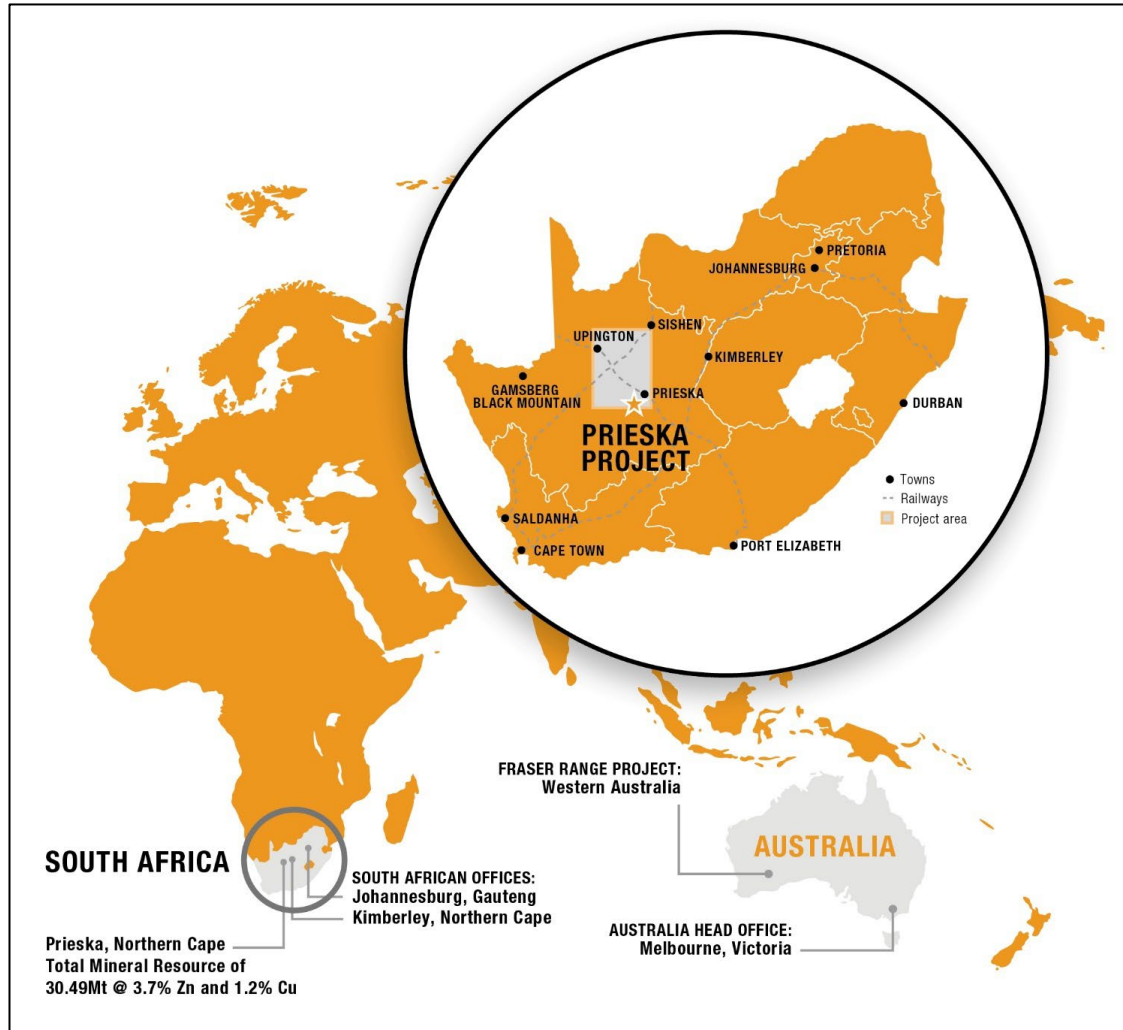 PRETORIA
JOHANNESBURG
SISHEN
UPINGTON
KIMBERLEY
GAMSBERG
BLACK MOUNTAIN
PRIESKA
DURBAN
PRIESKA
PROJECT
Towns
Railways
Project area
SALDANHA
CAPE TOWN
PORT ELIZABETH
FRASER RANGE PROJECT:
Western Australia
AUSTRALIA
SOUTH AFRICA
SOUTH AFRICAN OFFICES:
Johannesburg, Gauteng
Kimberley, Northern Cape
AUSTRALIA HEAD OFFICE:
Melbourne, Victoria
Prieska, Northern Cape
Total Mineral Resource of
30.49Mt @ 3.7% Zn and 1.2% Cu